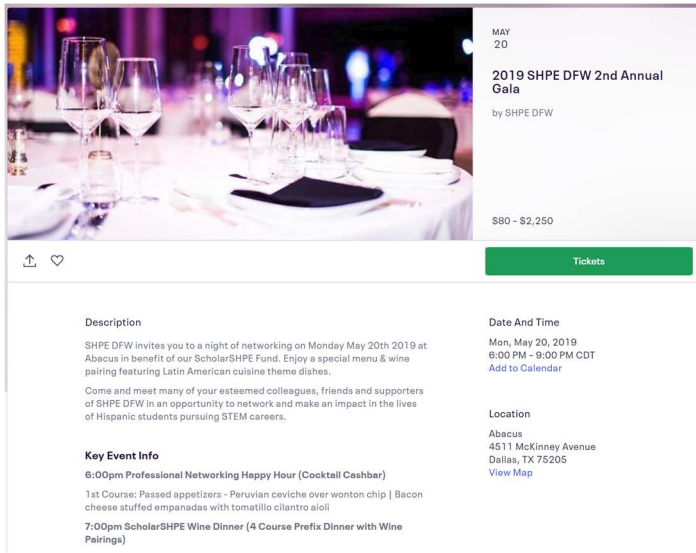 MAY
20
2019 SHPE DFW 2nd Annual
Gala
by SHPE DFW
$80 – $2,250
Tickets
Description
SHPE DFW invites you to a night of networking on Monday May 20th 2019 at
Abacus in benefit of our ScholarSHPE Fund. Enjoy a special menu & wine
pairing featuring Latin American cuisine theme dishes.
Come and meet many of your esteemed colleagues, friends and supporters
of SHPE DFW in an opportunity to network and make an impact in the lives
of Hispanic students pursuing STEM careers.
Key Event Info
6:00pm Professional Networking Happy Hour (Cocktail Cashbar)
1st Course: Passed appetizers - Peruvian ceviche over wonton chip | Bacon
cheese stuffed empanadas with tomatillo cilantro aioli
7:00pm ScholarSHPE Wine Dinner (4 Course Prefix Dinner with Wine
Pairings)
Date And Time
Mon, May 20, 2019
6:00 PM – 9:00 PM CDT
Add to Calendar
Location
Abacus
4511 McKinney Avenue
Dallas, TX 75205
View Map